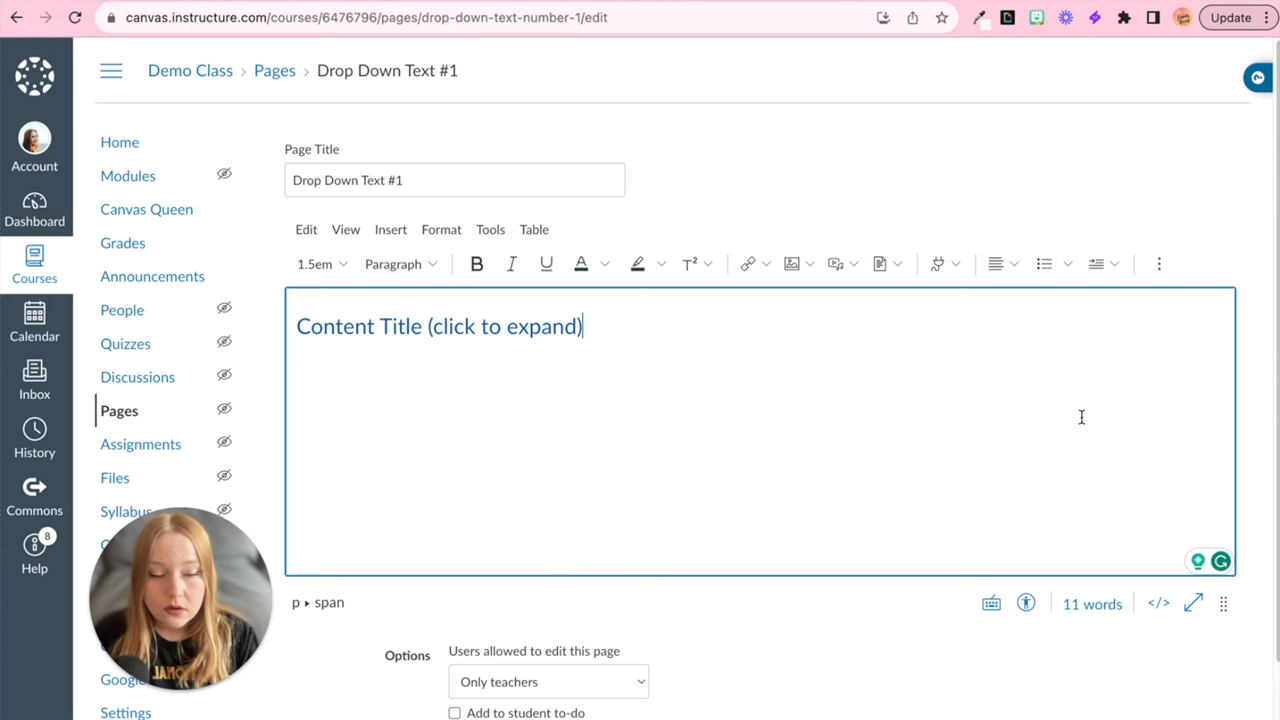 canvas.instructure.com/courses/6476796/pages/drop-down-text-number-1/edit
Update
Demo Class > Pages > Drop Down Text #1
Account
Dashboard
Courses
Calendar
Inbox
History
Commons
8
Help
Home
Modules
Canvas Queen
Grades
Announcements
People
Quizzes
Discussions
Pages
Assignments
Files
Syllabus
Settings
Page Title
Drop Down Text #1
Edit View Insert Format Tools Table
1.5em Paragraph B I U A T²
Content Title (click to expand)
p ▸ span
11 words </>
Options
Users allowed to edit this page
Only teachers
Add to student to-do